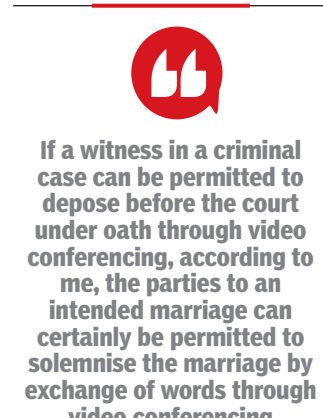 If a witness in a criminal
case can be permitted to
depose before the court
under oath through video
conferencing, according to
me, the parties to an
intended marriage can
certainly be permitted to
solemnise the marriage by
exchange of words through
video conferencing